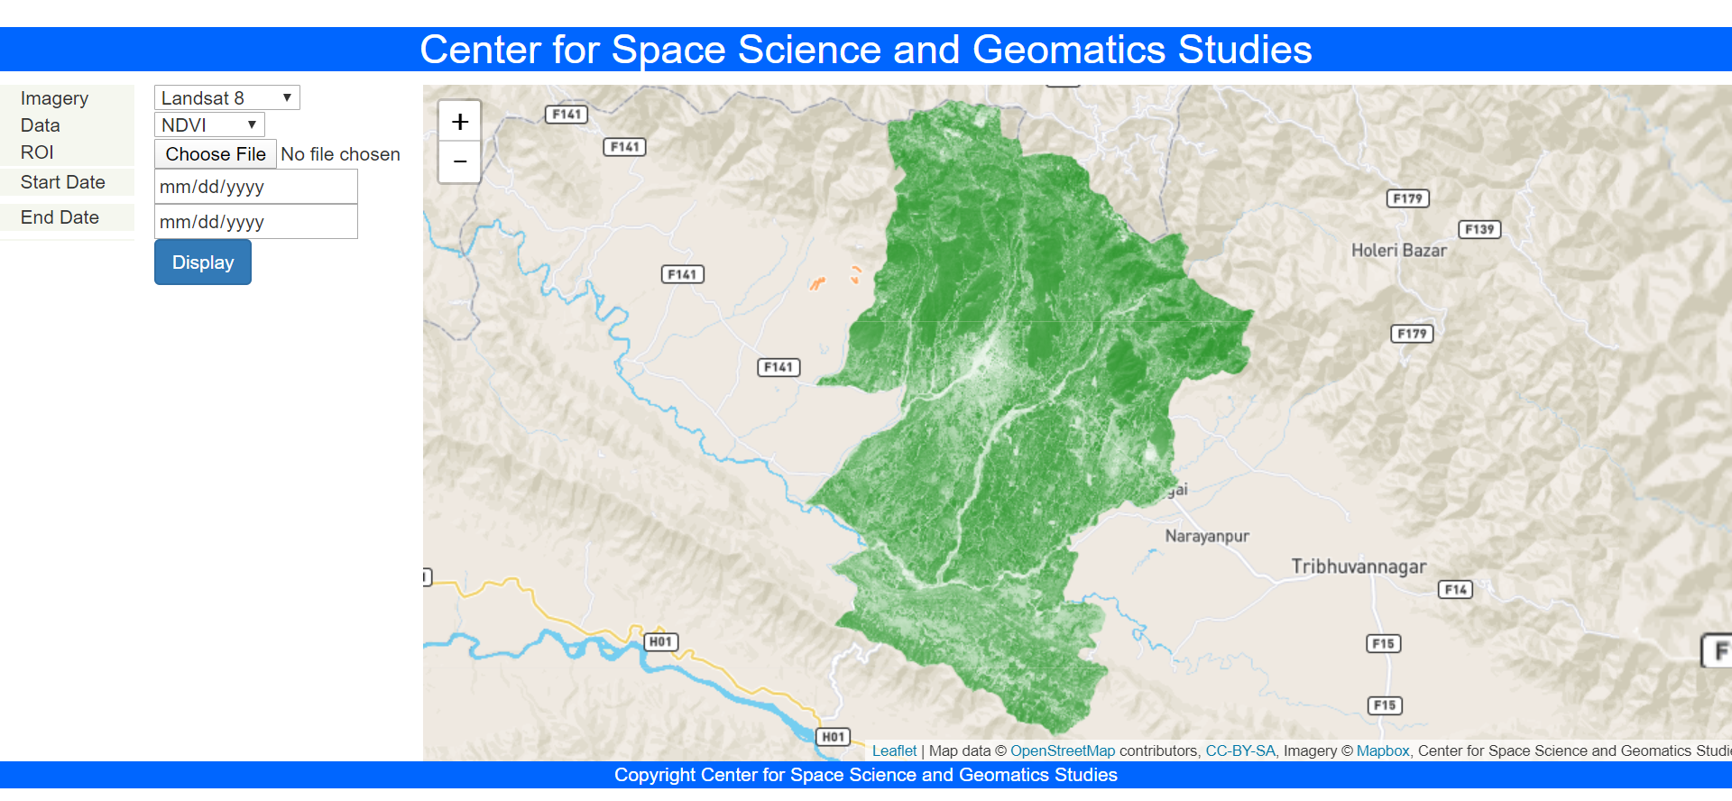 Center for Space Science and Geomatics Studies
Imagery Landsat 8
Data NDVI
ROI Choose File No file chosen
Start Date mm/dd/yyyy
End Date mm/dd/yyyy
Display
+
−
F141
F141
F179
F139
Holeri Bazar
F141
F179
F141
Narayanpur
Tribhuvannagar
F14
H01
F15
F15
H01
Leaflet | Map data © OpenStreetMap contributors, CC-BY-SA, Imagery © Mapbox, Center for Space Science and Geomatics
Copyright Center for Space Science and Geomatics Studies